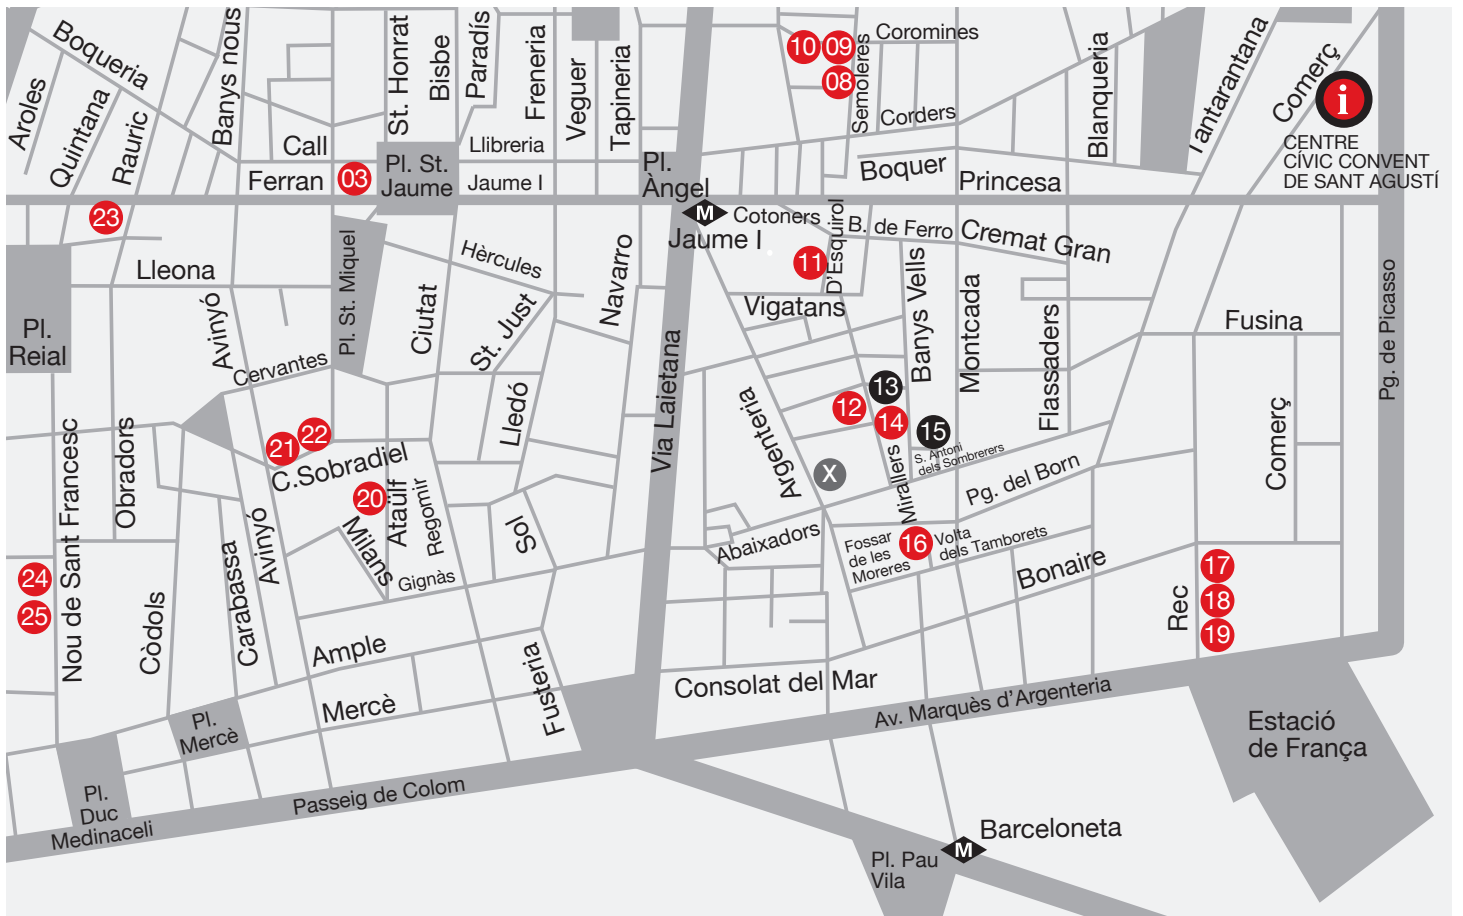 Boqueria
Aroles
Quintana
Rauric
Banys nous
St. Honrat
Bisbe
Paradís
Freneria
Veguer
Tapineria
10
09
08
Semoleres
Coromines
Corders
Blanqueria
Tantarantana
Comerç
i
CENTRE
CÍVIC CONVENT
DE SANT AGUSTÍ
Call
Ferran
03
Pl. St.
Jaume
Llibreria
Jaume I
Pl.
Àngel
Boquer
Princesa
23
M
Jaume I
Cotoners
D'Esquirol
B. de Ferro
Cremat Gran
11
Lleona
Pl. St. Miquel
Hèrcules
Navarro
Vigatans
Banys Vells
Montcada
Flassaders
Fusina
Pg. de Picasso
Pl.
Reial
Avinyó
Ciutat
St. Just
Cervantes
Via Laietana
Lledó
Argenteria
13
12
14
15
S. Antoni
dels Sombrerers
Comerç
Nou de Sant Francesc
Obradors
21
22
C.Sobradiel
20
X
Mirallers
Pg. del Born
Milans
Ataülf
Regomir
Sol
Avinyó
Abaixadors
Fossar
de les
Moreres
16
Volta
dels Tamborets
Bonaire
17
18
19
Rec
24
25
Gignàs
Còdols
Carabassa
Ample
Fusteria
Consolat del Mar
Mercè
Pl.
Mercè
Av. Marquès d'Argenteria
Estació
de França
Pl.
Duc
Medinaceli
Passeig de Colom
Barceloneta
M
Pl. Pau
Vila